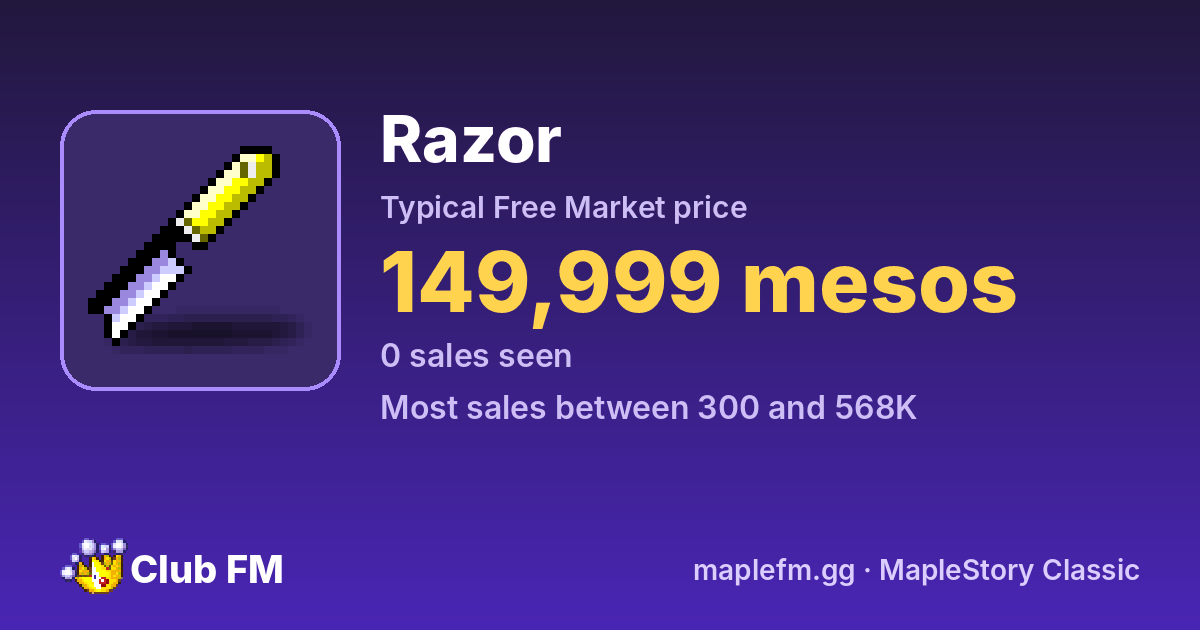 Razor
Typical Free Market price
149,999 mesos
0 sales seen
Most sales between 300 and 568K
Club FM
maplefm.gg · MapleStory Classic